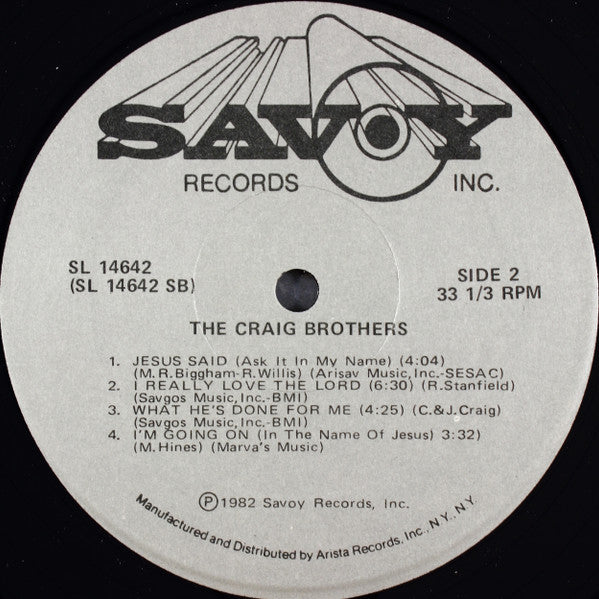 SAVOY
RECORDS INC.
SL 14642
(SL 14642 SB)
SIDE 2
33 1/3 RPM
THE CRAIG BROTHERS
1. JESUS SAID (Ask It In My Name) (4:04)
(M.R.Biggham-R.Willis) (Arisav Music, Inc.-SESAC)
2. I REALLY LOVE THE LORD (6:30) (R.Stanfield)
(Savgos Music, Inc.-BMI)
3. WHAT HE'S DONE FOR ME (4:25) (C.&J.Craig)
(Savgos Music, Inc.-BMI)
4. I'M GOING ON (In The Name Of Jesus) 3:32)
(M. Hines) (Marva's Music)
Ⓟ1982 Savoy Records, Inc.
Manufactured and Distributed by Arista Records, Inc., N.Y., N.Y.